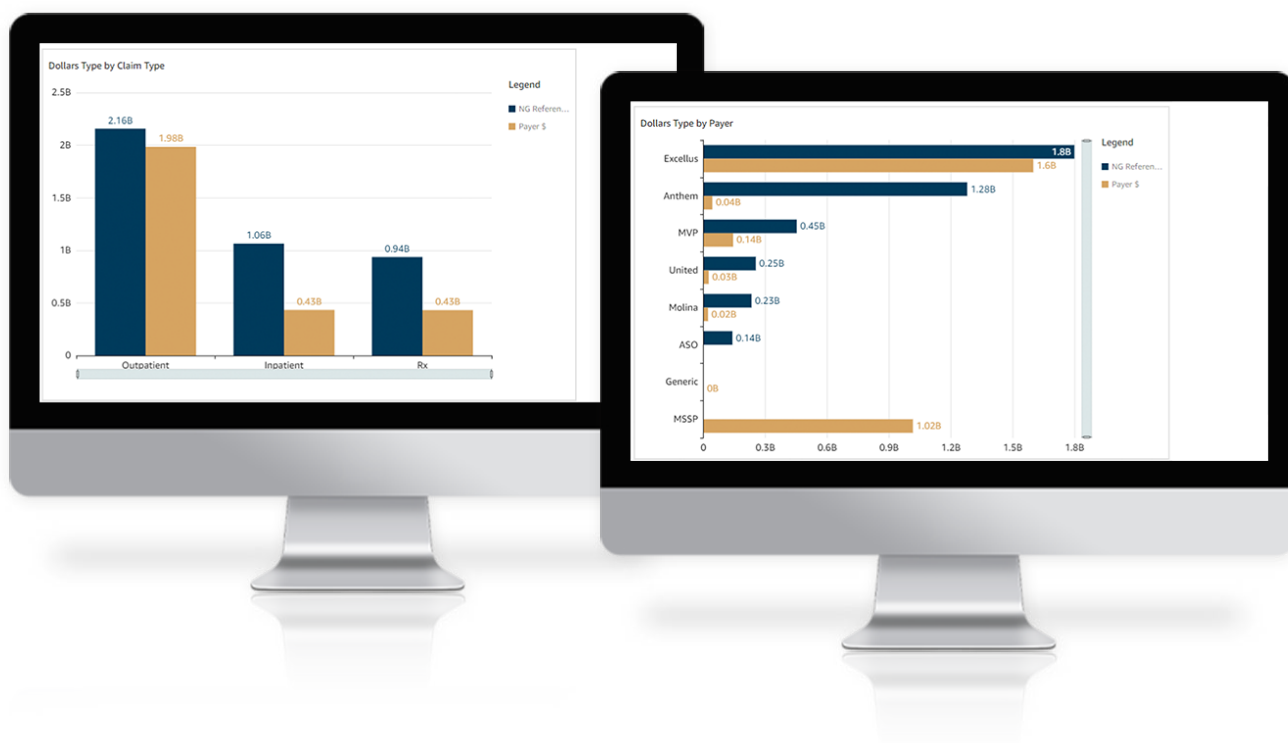 Dollars Type by Claim Type
Legend
NG Referen...
Payer $
2.5B
2B
1.5B
1B
0.5B
0
2.16B
1.98B
1.06B
0.43B
0.94B
0.43B
Outpatient
Inpatient
Rx
Dollars Type by Payer
Legend
NG Referen...
Payer $
Excellus
1.8B
1.6B
Anthem
1.28B
0.04B
MVP
0.45B
0.14B
United
0.25B
0.03B
Molina
0.23B
0.02B
ASO
0.14B
Generic
0B
MSSP
1.02B
0 0.3B 0.6B 0.9B 1.2B 1.5B 1.8B